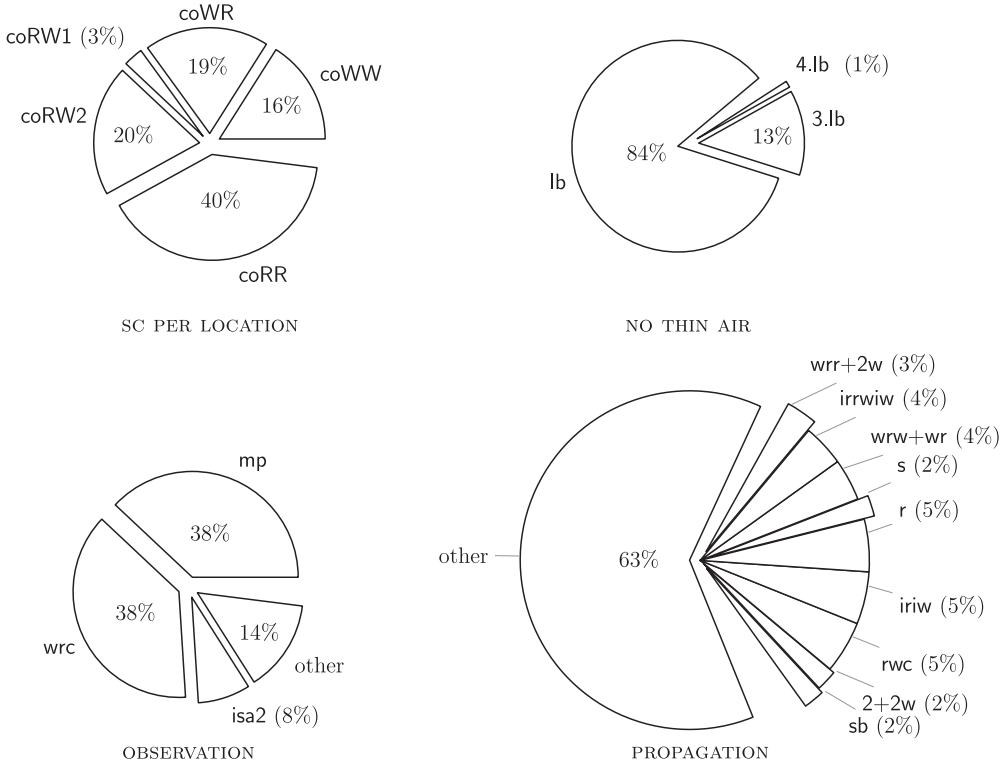 coWR
coRW1 (3%)
coWW
19%
16%
coRW2
20%
40%
coRR
SC PER LOCATION
4.lb (1%)
3.lb
13%
84%
lb
NO THIN AIR
mp
38%
38%
wrc
14%
other
isa2 (8%)
OBSERVATION
wrr+2w (3%)
irrwiw (4%)
wrw+wr (4%)
s (2%)
r (5%)
other
63%
iriw (5%)
rwc (5%)
2+2w (2%)
sb (2%)
PROPAGATION